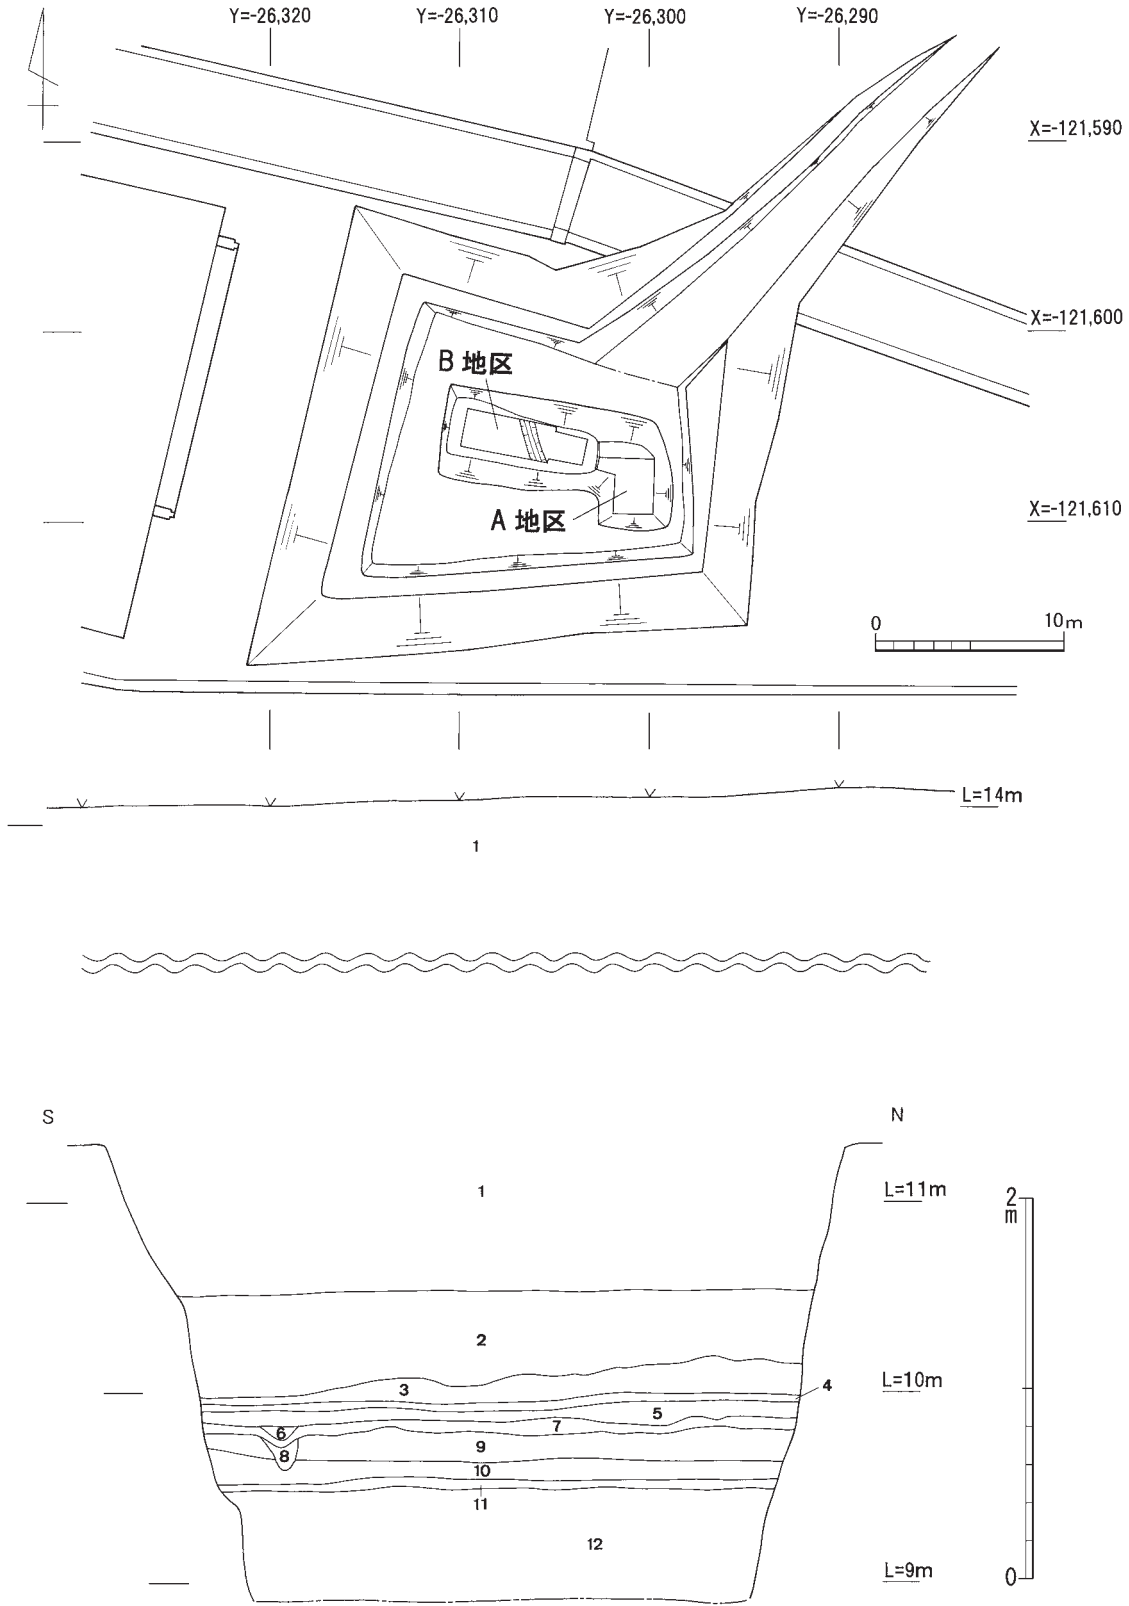 Y=-26,320 Y=-26,310 Y=-26,300 Y=-26,290
X=-121,590
X=-121,600
B 地区
X=-121,610
A 地区
0 10m
L=14m
1
S N
1
L=11m
2
m
2
L=10m
3
4
5
6
7
8
9
10
11
12
L=9m
0